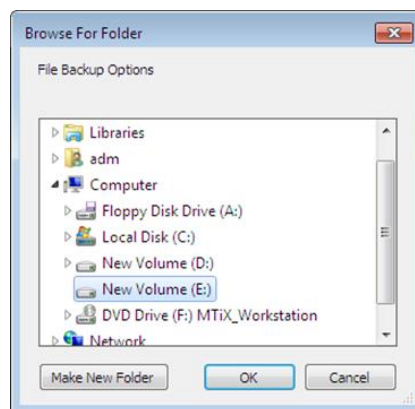 Browse For Folder
File Backup Options
Libraries
adm
Computer
Floppy Disk Drive (A:)
Local Disk (C:)
New Volume (D:)
New Volume (E:)
DVD Drive (F:) MTiX_Workstation
Network
Make New Folder
OK
Cancel